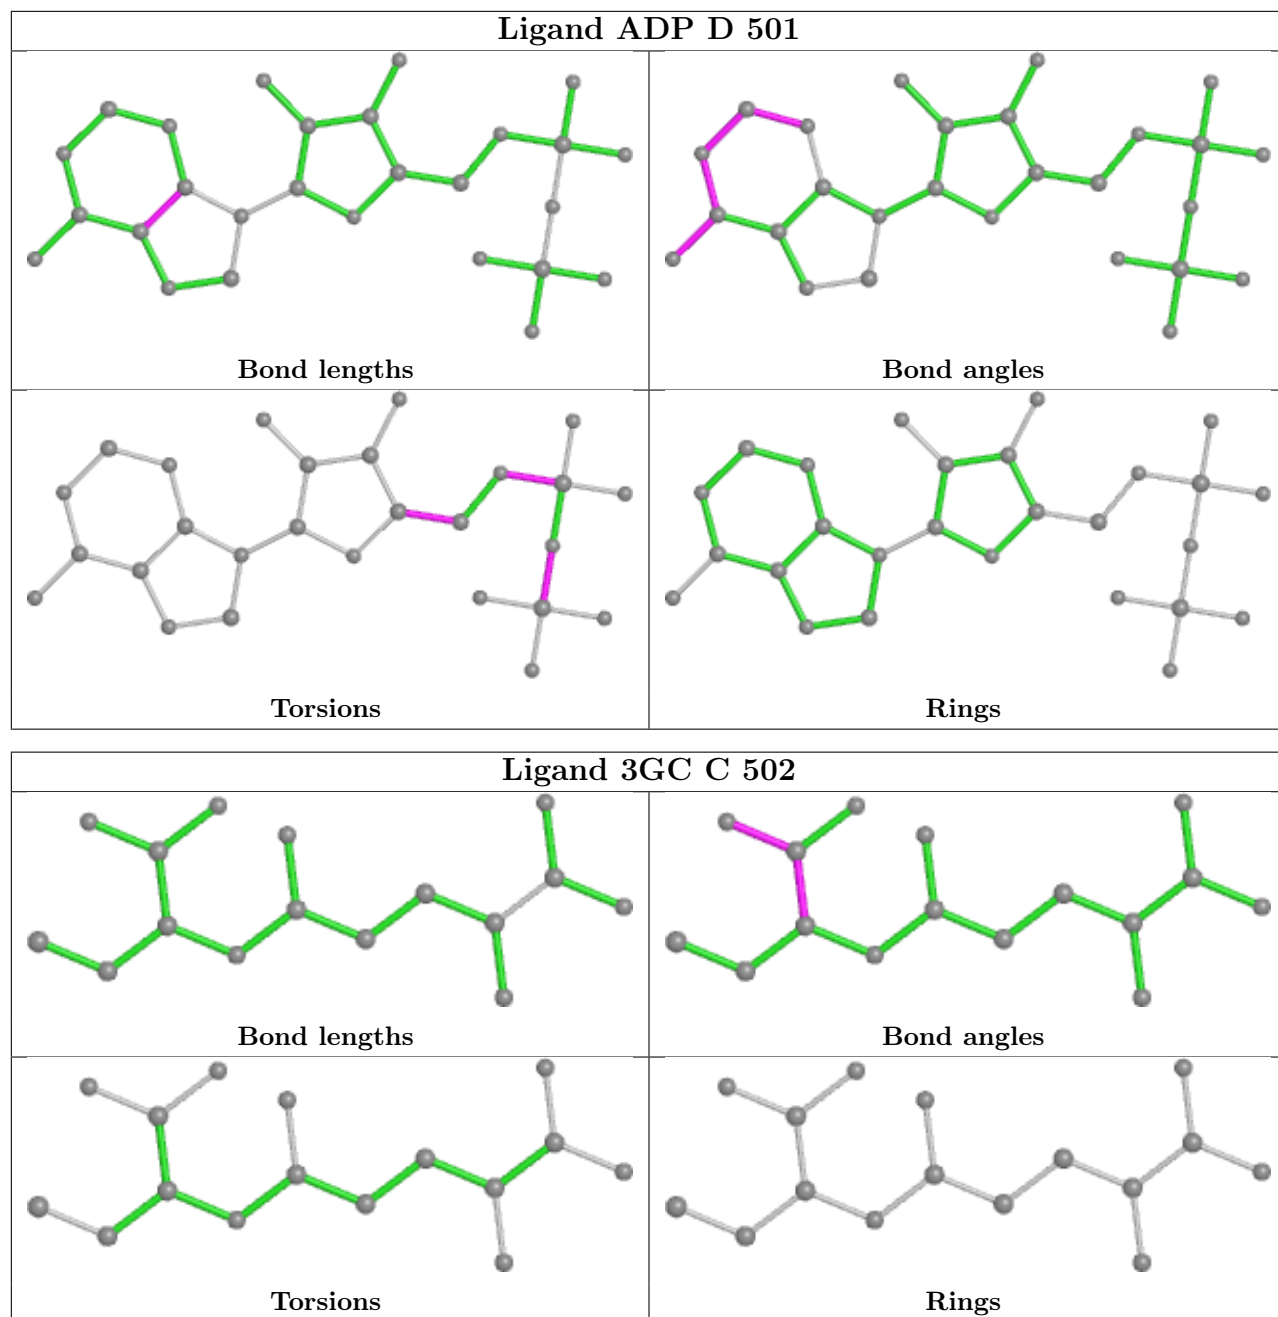 Ligand ADP D 501
Bond lengths
Bond angles
Torsions
Rings
Ligand 3GC C 502
Bond lengths
Bond angles
Torsions
Rings